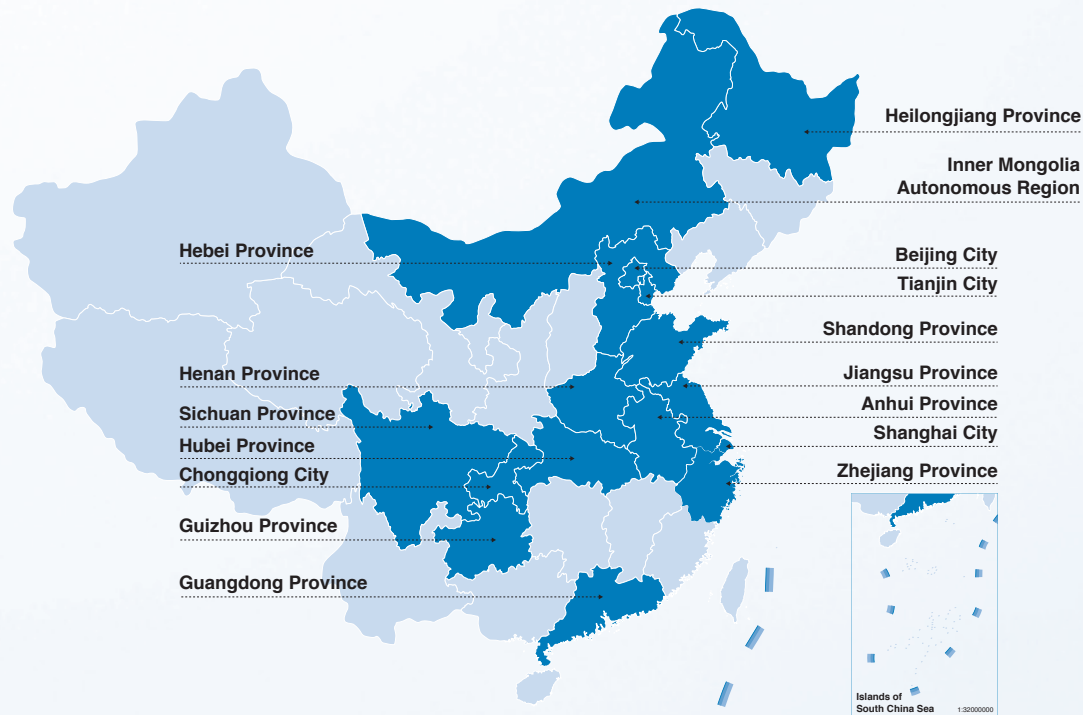 Heilongjiang Province
Inner Mongolia
Autonomous Region
Hebei Province
Beijing City
Tianjin City
Shandong Province
Henan Province
Jiangsu Province
Anhui Province
Sichuan Province
Shanghai City
Hubei Province
Zhejiang Province
Chongqiong City
Guizhou Province
Guangdong Province
Islands of
South China Sea 1:32000000